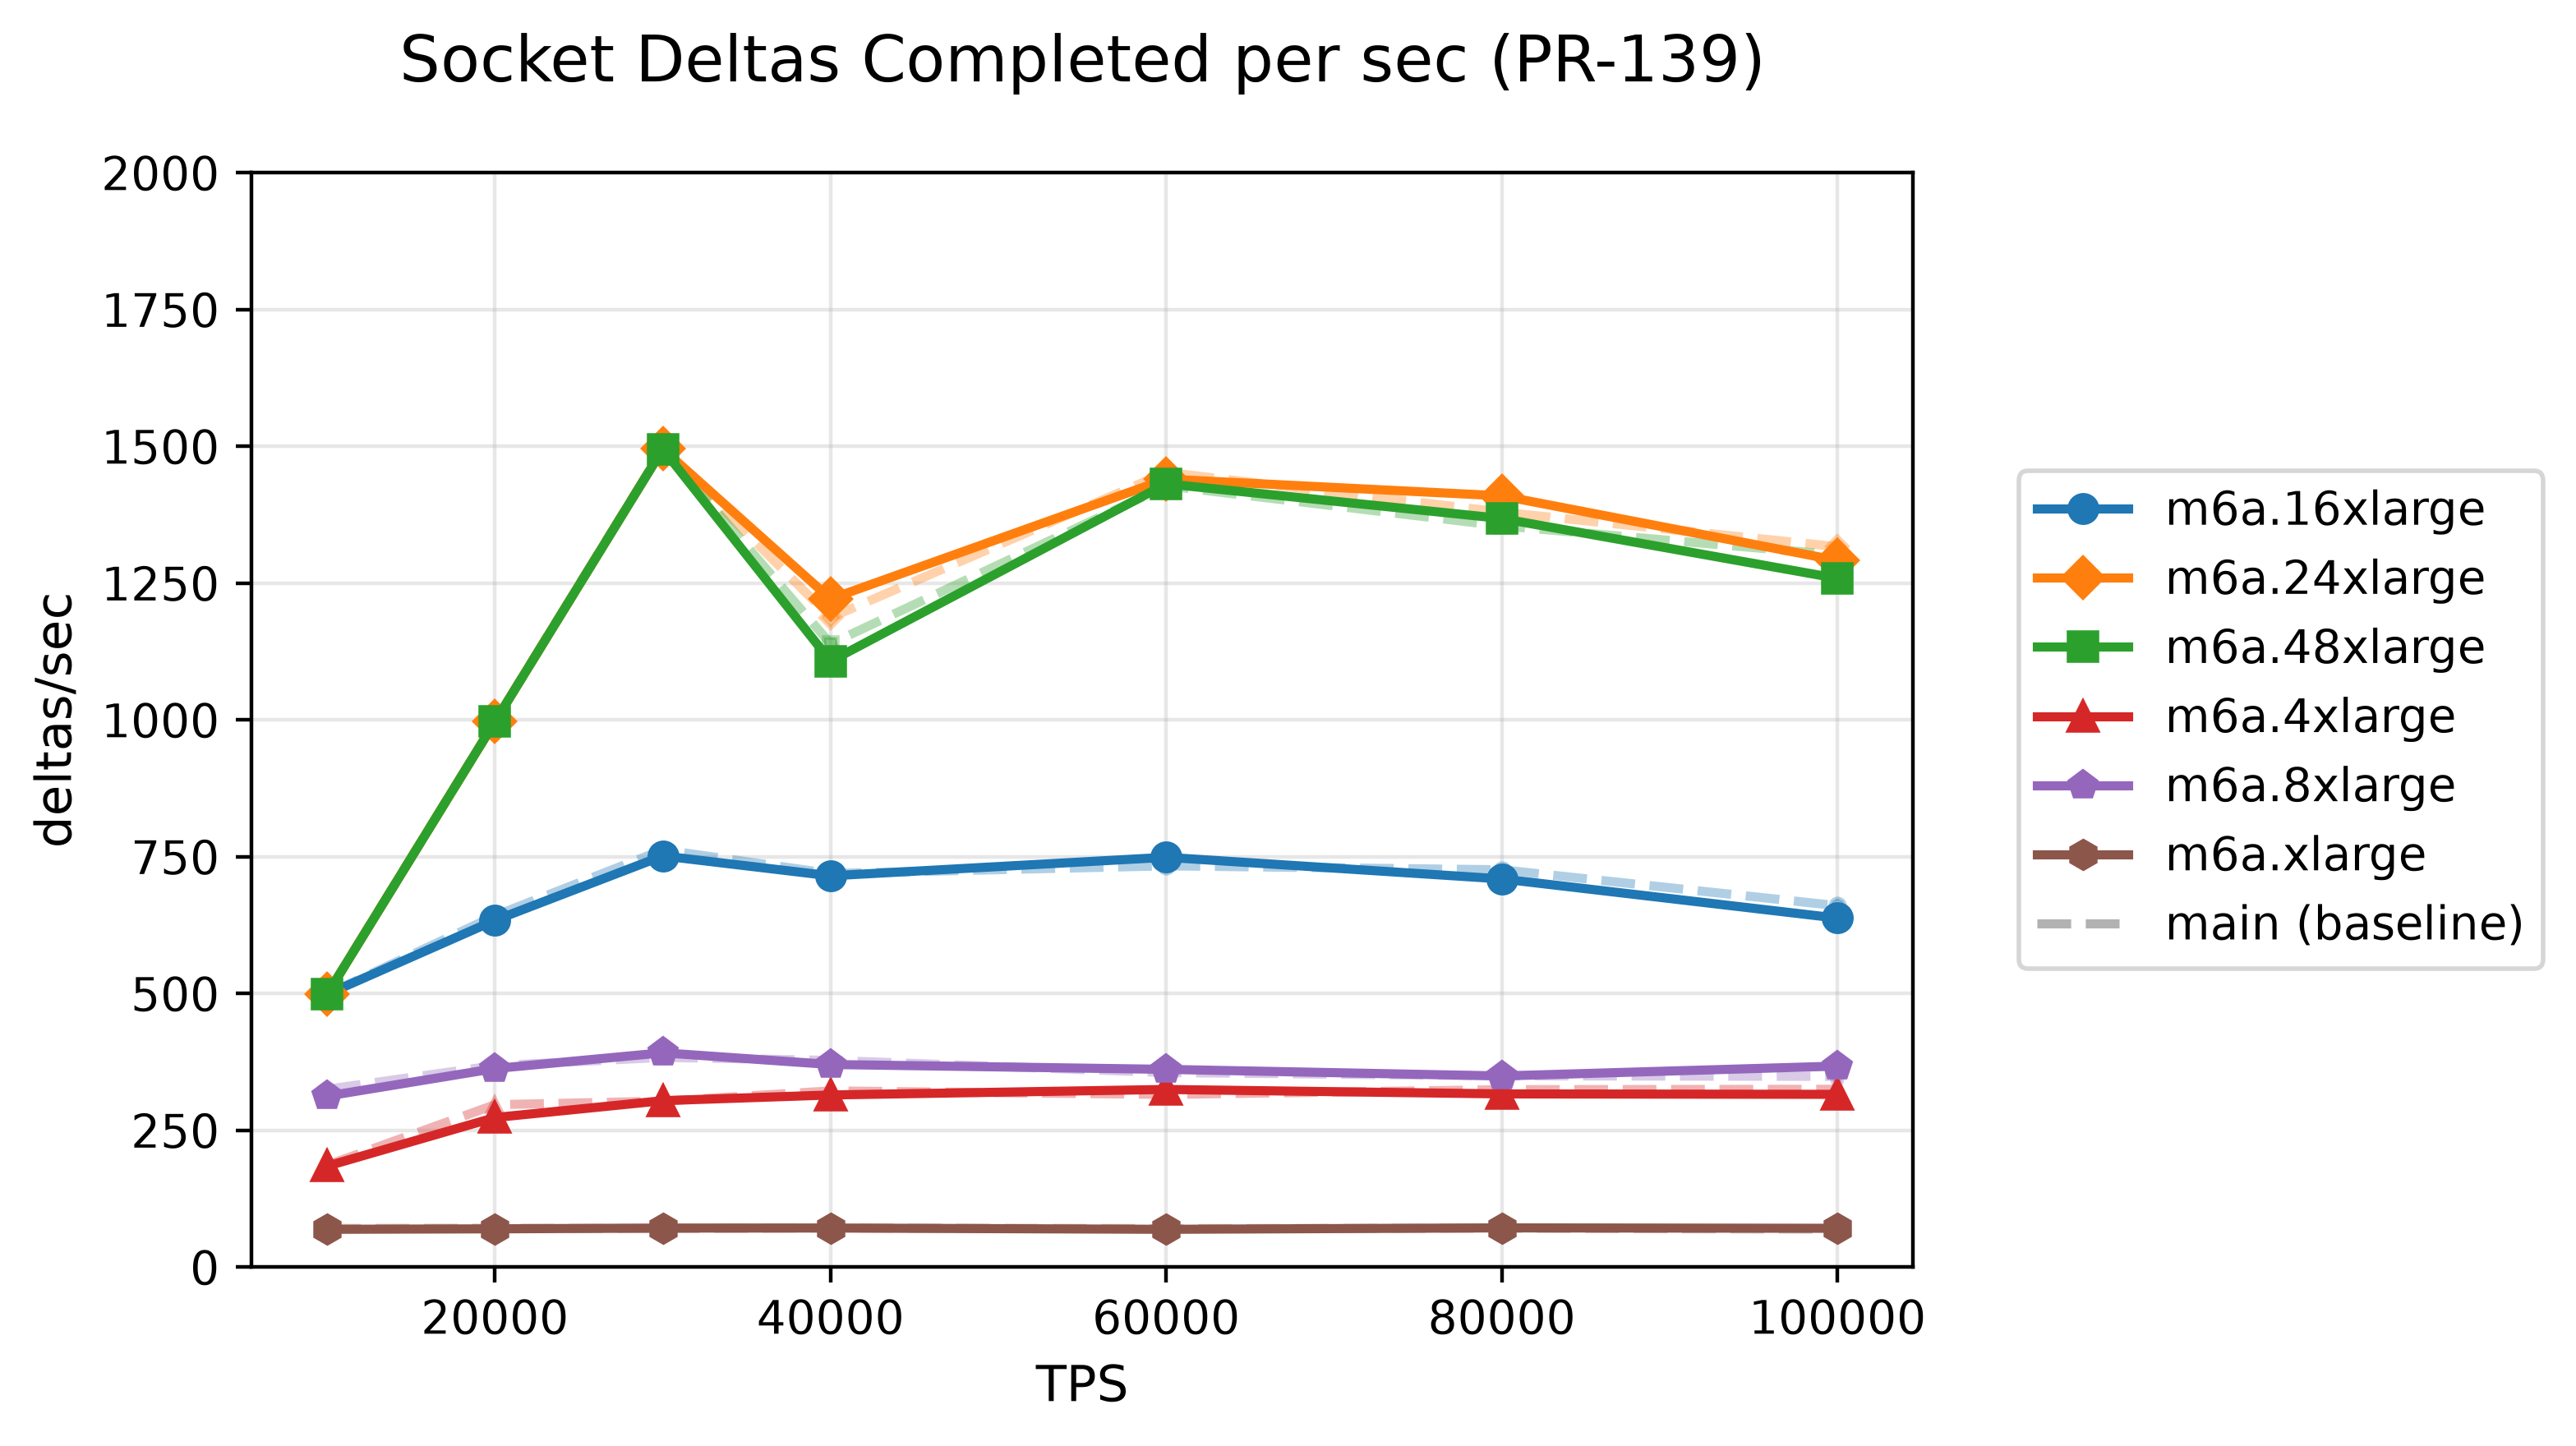 Socket Deltas Completed per sec (PR-139)
2000
1750
1500
1250
1000
750
500
250
0
deltas/sec
20000 40000 60000 80000 100000
TPS
m6a.16xlarge
m6a.24xlarge
m6a.48xlarge
m6a.4xlarge
m6a.8xlarge
m6a.xlarge
main (baseline)